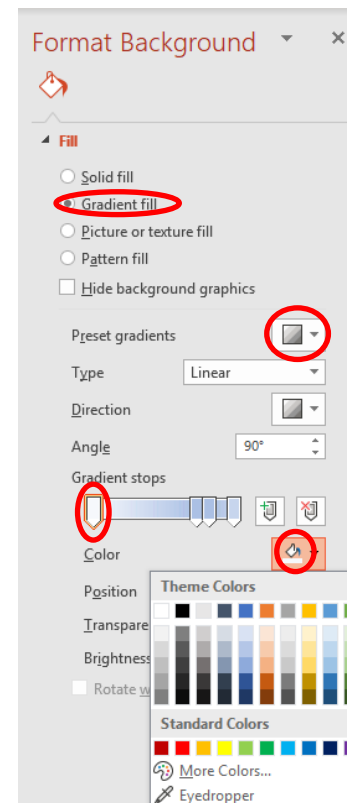 Format Background
Fill
Solid fill
Gradient fill
Picture or texture fill
Pattern fill
Hide background graphics
Preset gradients
Type Linear
Direction
Angle 90°
Gradient stops
Color
Position
Transpare
Brightness
Rotate w
Theme Colors
Standard Colors
More Colors...
Eyedropper